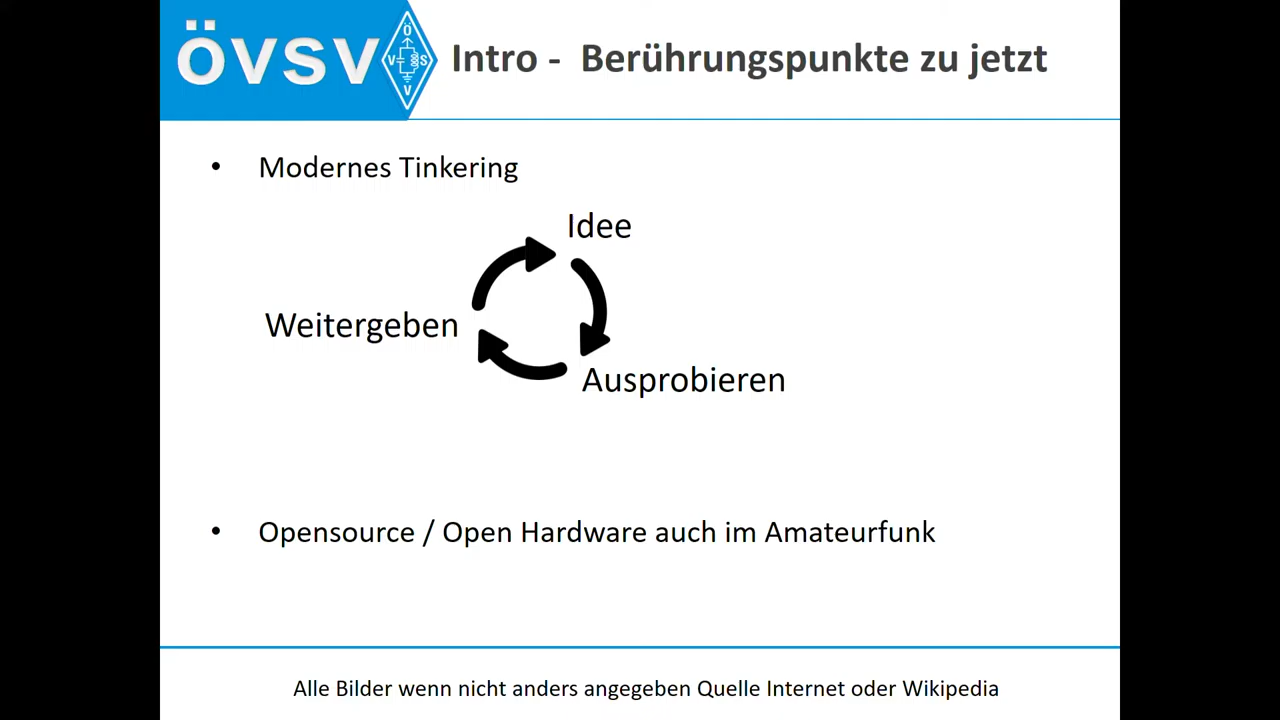 ÖVSV
Ö
V S
V
Intro - Berührungspunkte zu jetzt
• Modernes Tinkering
Idee
Weitergeben
Ausprobieren
• Opensource / Open Hardware auch im Amateurfunk
Alle Bilder wenn nicht anders angegeben Quelle Internet oder Wikipedia